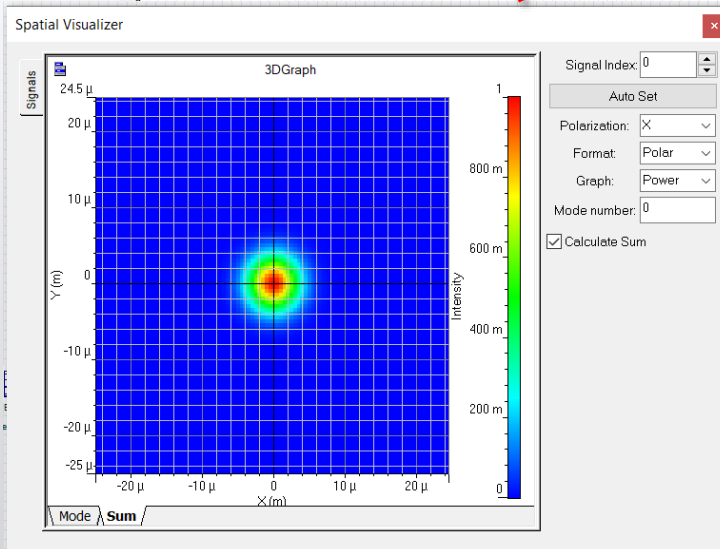 Spatial Visualizer
×
Signals
3DGraph
24.5 µ
20 µ
10 µ
0
-10 µ
-20 µ
-25 µ
Y (m)
-20 µ
-10 µ
0
10 µ
20 µ
X (m)
1
800 m
600 m
400 m
200 m
0
Intensity
Mode
Sum
Signal Index: 0
Auto Set
Polarization: X
Format: Polar
Graph: Power
Mode number: 0
Calculate Sum